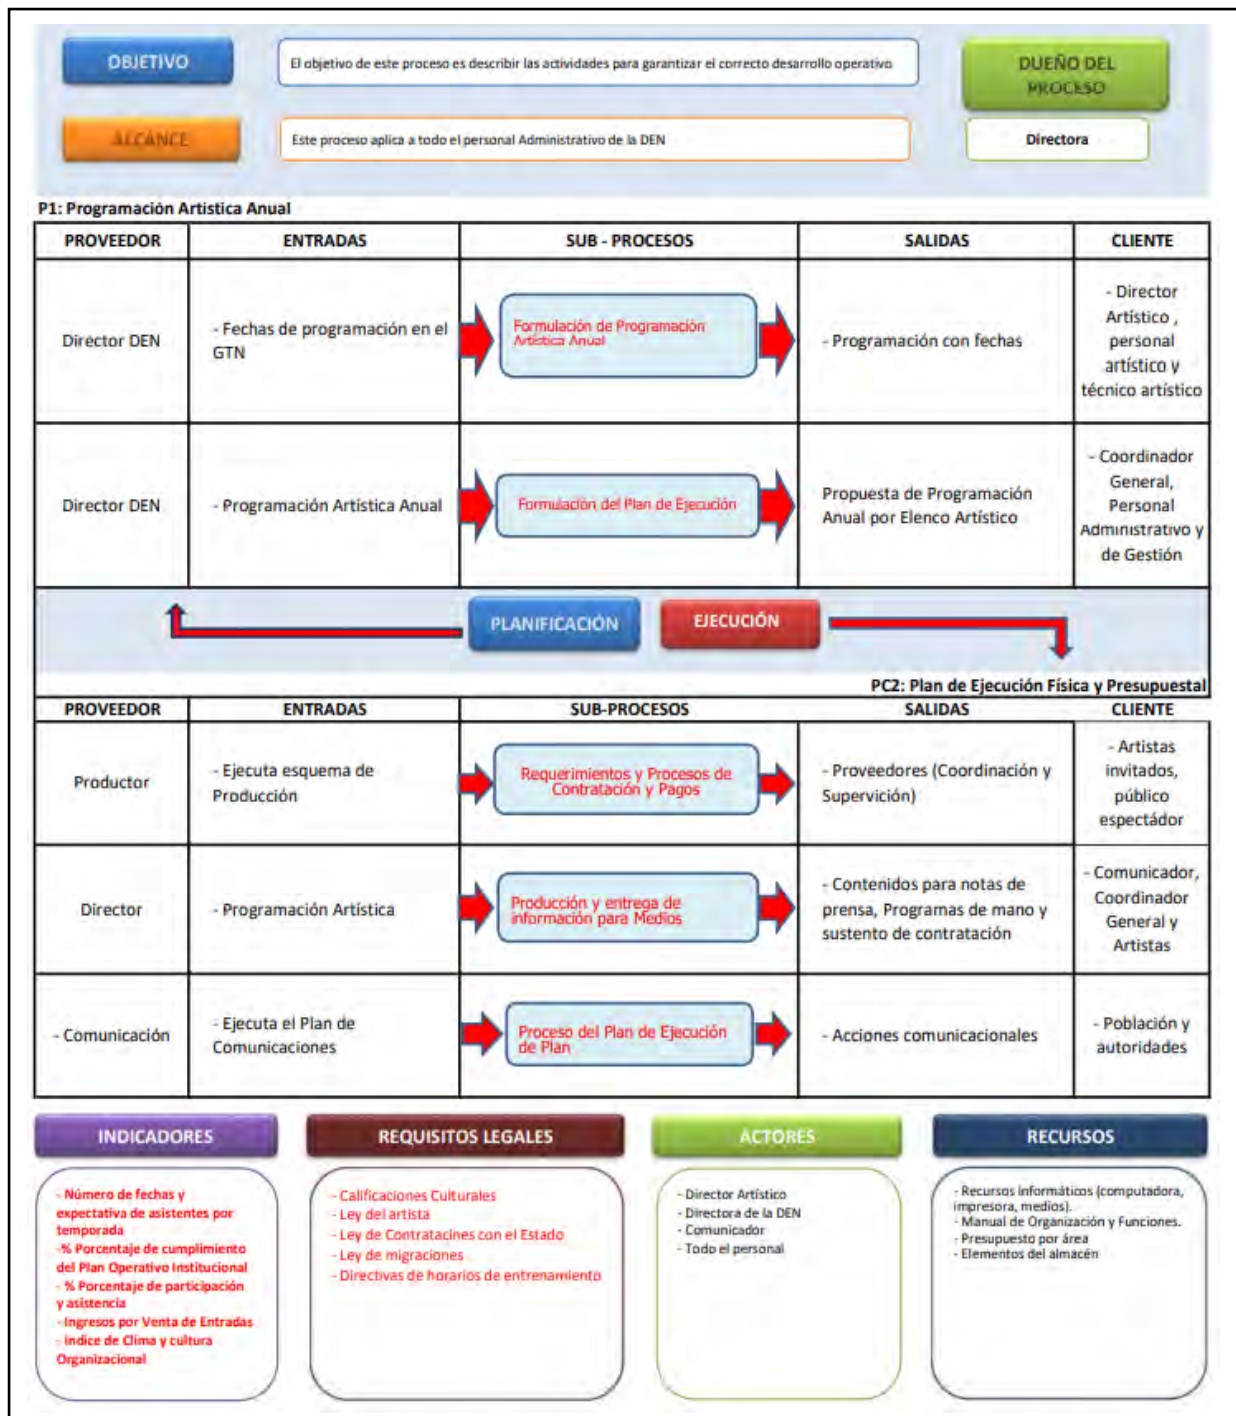 OBJETIVO
El objetivo de este proceso es describir las actividades para garantizar el correcto desarrollo operativo
DUEÑO DEL
PROCESO
ALCANCE
Este proceso aplica a todo el personal Administrativo de la DEN
Directora
P1: Programación Artistica Anual
PROVEEDOR ENTRADAS SUB - PROCESOS SALIDAS CLIENTE
Director DEN
- Fechas de programación en el
GTN
Formulación de Programación
Artística Anual
- Programación con fechas
- Director
Artístico ,
personal
artístico y
técnico artístico
Director DEN
- Programación Artística Anual
Formulación del Plan de Ejecución
Propuesta de Programación
Anual por Elenco Artístico
- Coordinador
General,
Personal
Administrativo y
de Gestión
PLANIFICACIÓN
EJECUCIÓN
PC2: Plan de Ejecución Física y Presupuestal
PROVEEDOR ENTRADAS SUB-PROCESOS SALIDAS CLIENTE
Productor
- Ejecuta esquema de
Producción
Requerimientos y Procesos de
Contratación y Pagos
- Proveedores (Coordinación y
Supervición)
- Artistas
invitados,
público
espectádor
Director
- Programación Artística
Producción y entrega de
información para Medios
- Contenidos para notas de
prensa, Programas de mano y
sustento de contratación
- Comunicador,
Coordinador
General y
Artistas
- Comunicación
- Ejecuta el Plan de
Comunicaciones
Proceso del Plan de Ejecución
de Plan
- Acciones comunicacionales
- Población y
autoridades
INDICADORES
- Número de fechas y
expectativa de asistentes por
temporada
-% Porcentaje de cumplimiento
del Plan Operativo Institucional
- % Porcentaje de participación
y asistencia
- Ingresos por Venta de Entradas
- Indice de Clima y cultura
Organizacional
REQUISITOS LEGALES
- Calificaciones Culturales
- Ley del artista
- Ley de Contratacines con el Estado
- Ley de migraciones
- Directivas de horarios de entrenamiento
ACTORES
- Director Artístico
- Directora de la DEN
- Comunicador
- Todo el personal
RECURSOS
- Recursos informáticos (computadora,
impresora, medios).
- Manual de Organización y Funciones.
- Presupuesto por área
- Elementos del almacén